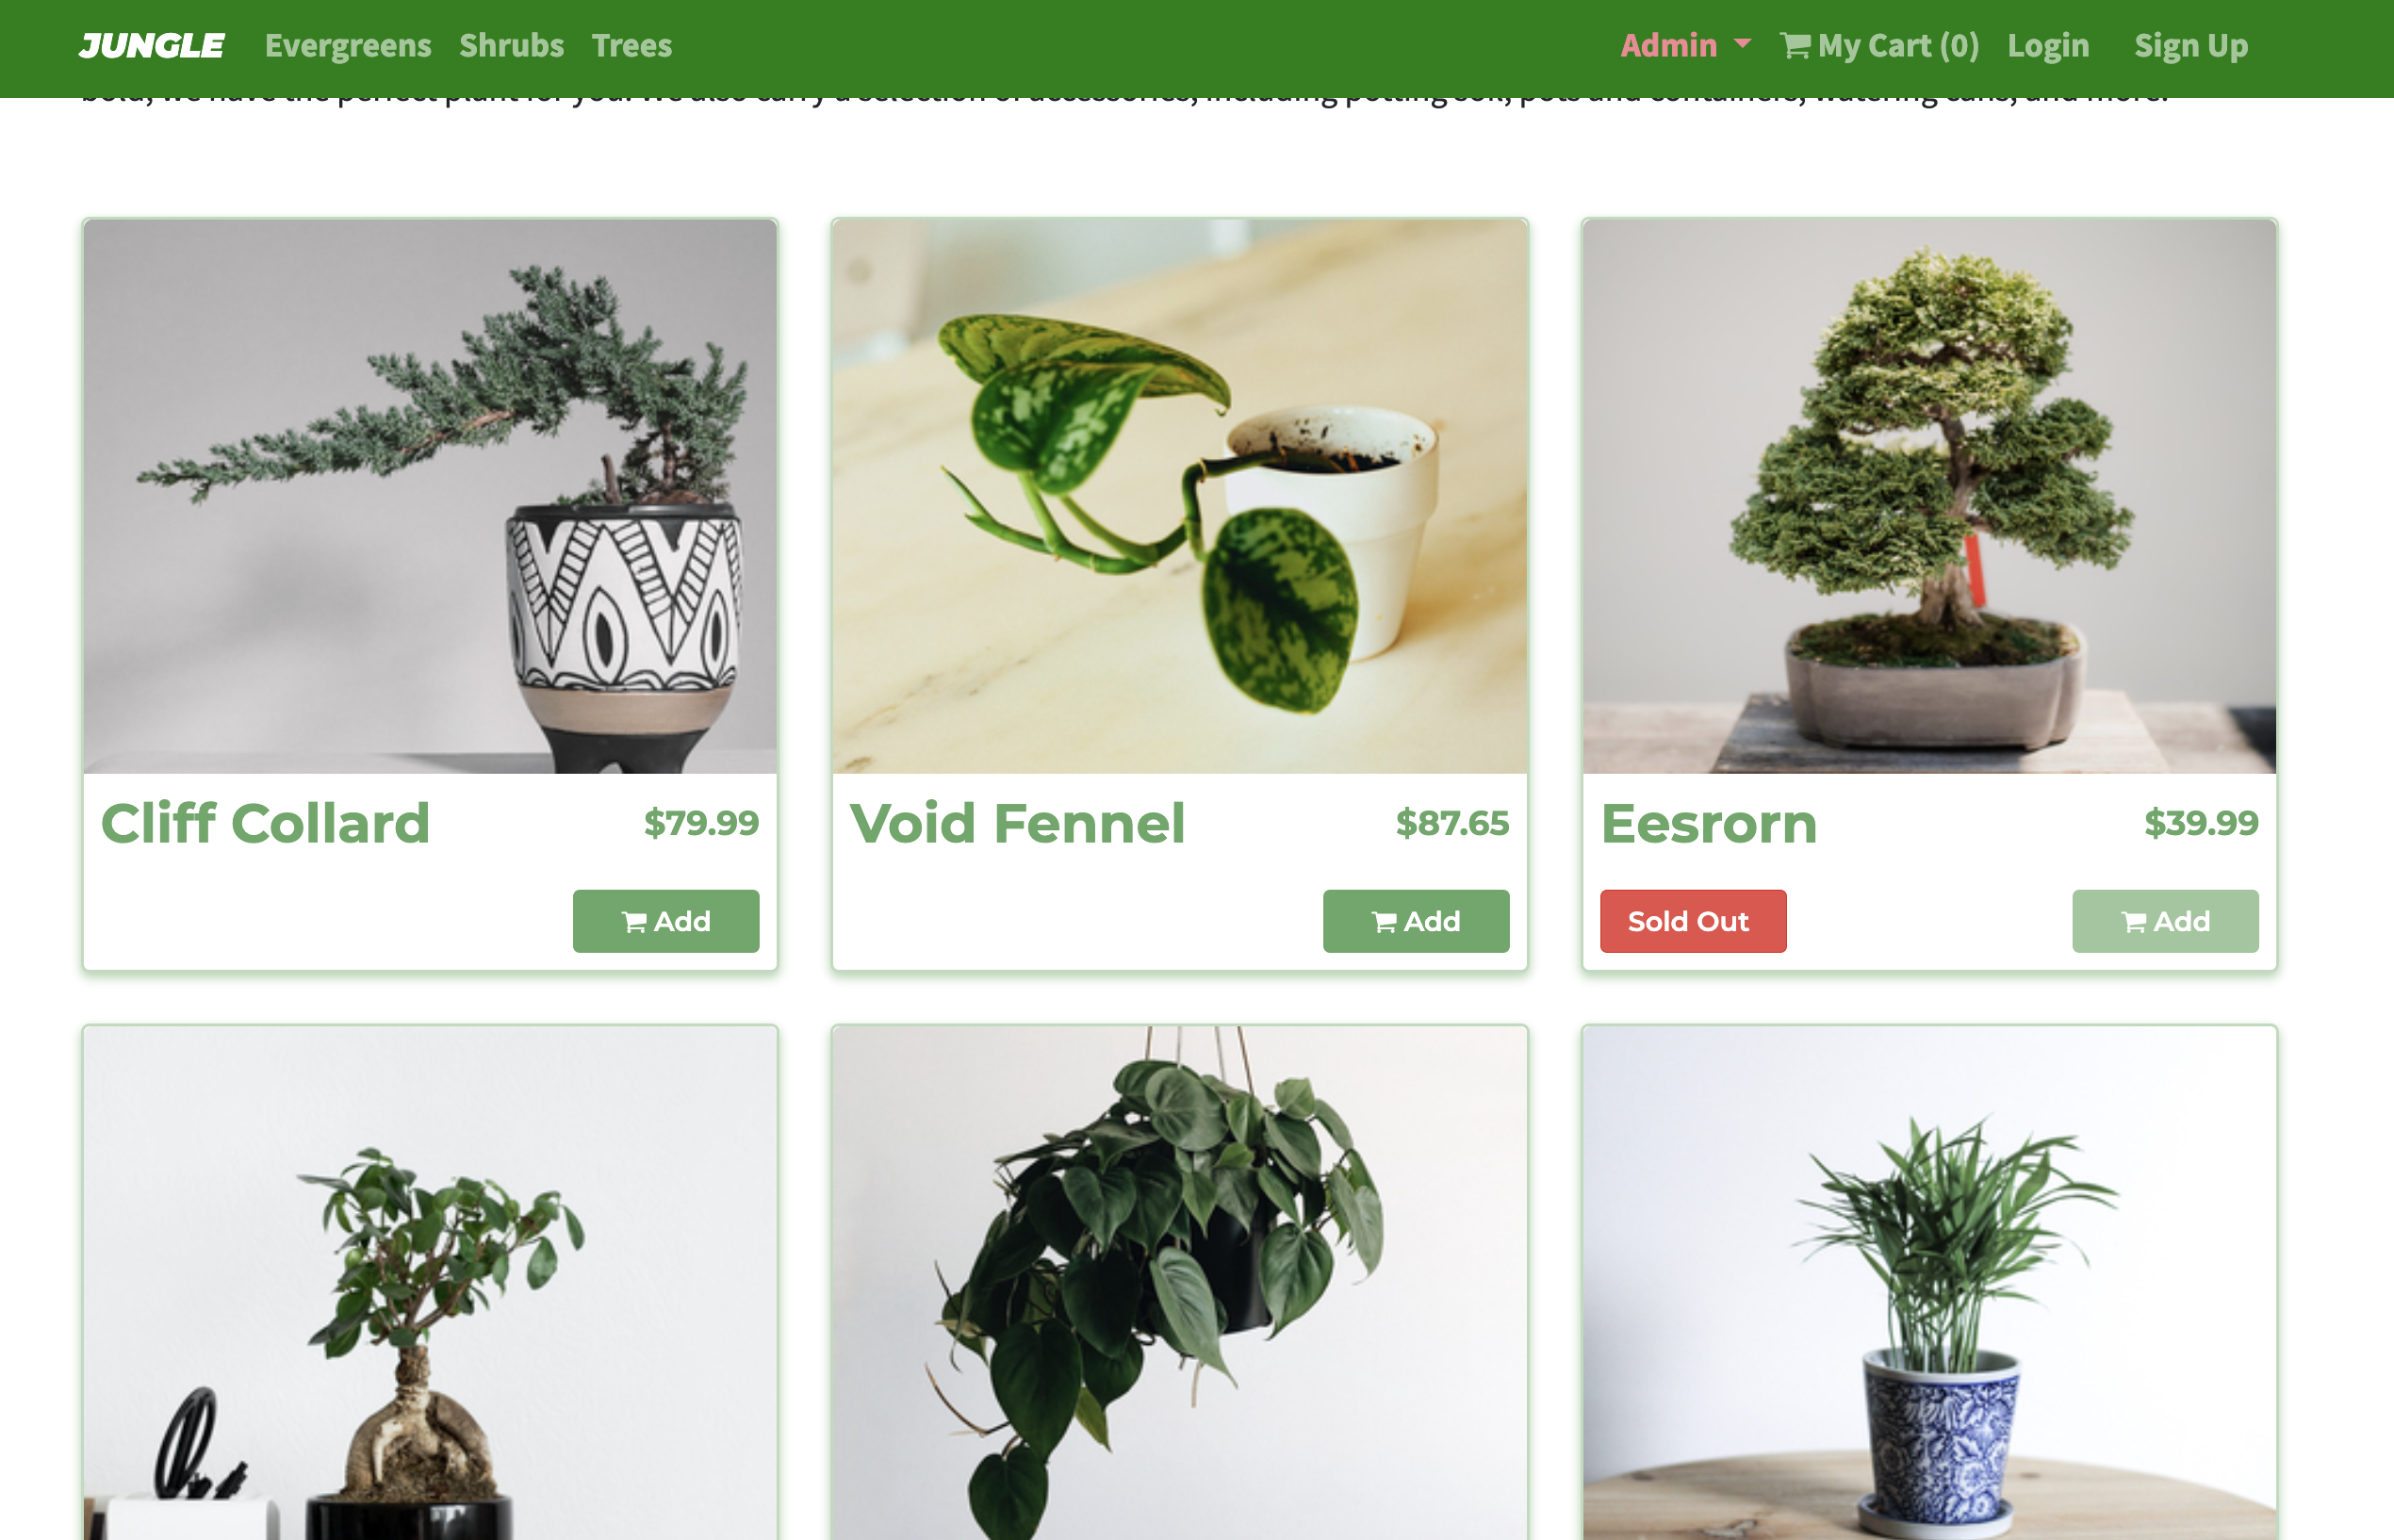 JUNGLE Evergreens Shrubs Trees Admin My Cart (0) Login Sign Up
bold, we have the perfect plant for you. We also carry a selection of accessories, including potting soil, pots and containers, watering cans, and more.
Cliff Collard $79.99
Void Fennel $87.65
Eesrorn $39.99
Add
Add
Sold Out Add